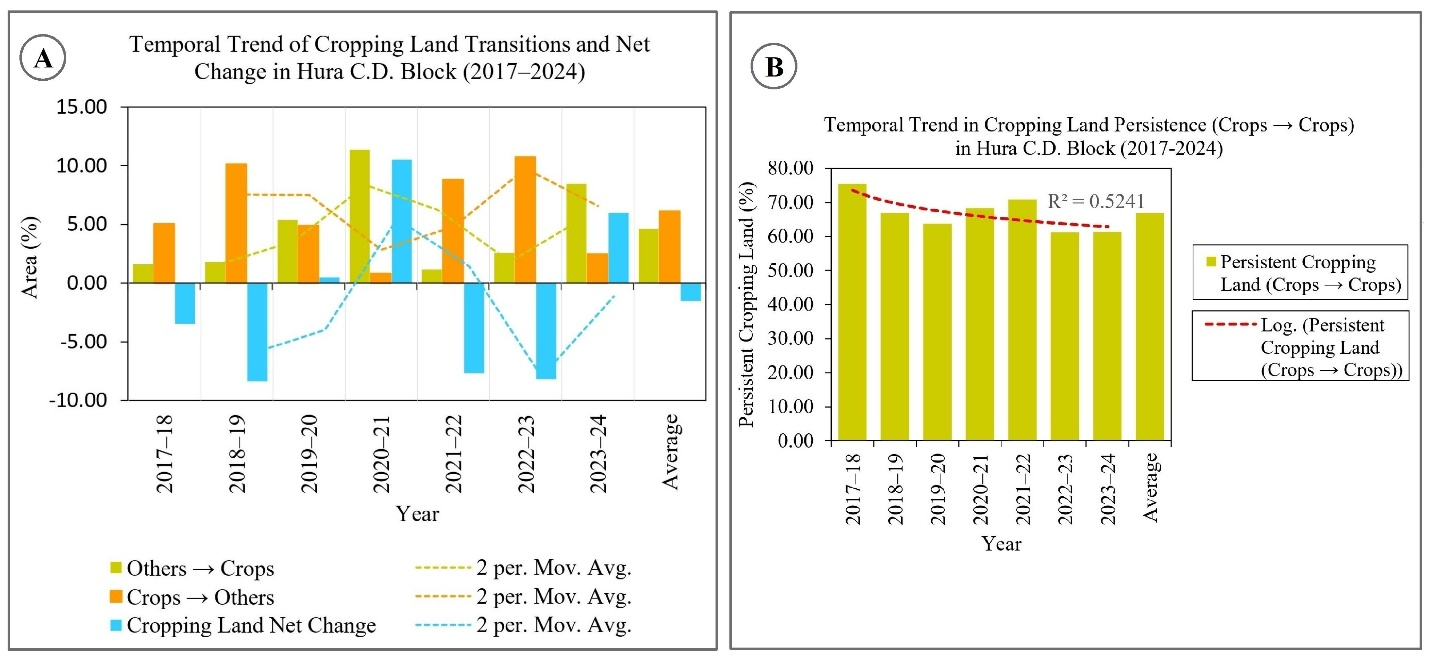 A
Temporal Trend of Cropping Land Transitions and Net
Change in Hura C.D. Block (2017–2024)
15.00
10.00
5.00
0.00
-5.00
-10.00
Area (%)
2017–18
2018–19
2019–20
2020–21
2021–22
2022–23
2023–24
Average
Year
Others → Crops
2 per. Mov. Avg.
Crops → Others
2 per. Mov. Avg.
Cropping Land Net Change
2 per. Mov. Avg.
B
Temporal Trend in Cropping Land Persistence (Crops → Crops)
in Hura C.D. Block (2017-2024)
80.00
70.00
60.00
50.00
40.00
30.00
20.00
10.00
0.00
Persistent Cropping Land (%)
R² = 0.5241
2017–18
2018–19
2019–20
2020–21
2021–22
2022–23
2023–24
Average
Year
Persistent Cropping
Land (Crops → Crops)
Log. (Persistent
Cropping Land
(Crops → Crops))